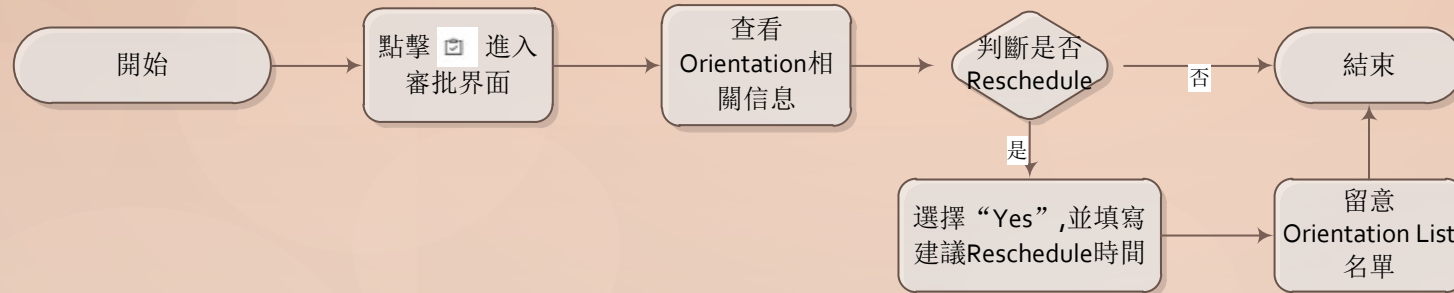 開始
點擊 進入
審批界面
查看
Orientation相
關信息
判斷是否
Reschedule
否
結束
是
選擇“Yes”,並填寫
建議Reschedule時間
留意
Orientation List
名單